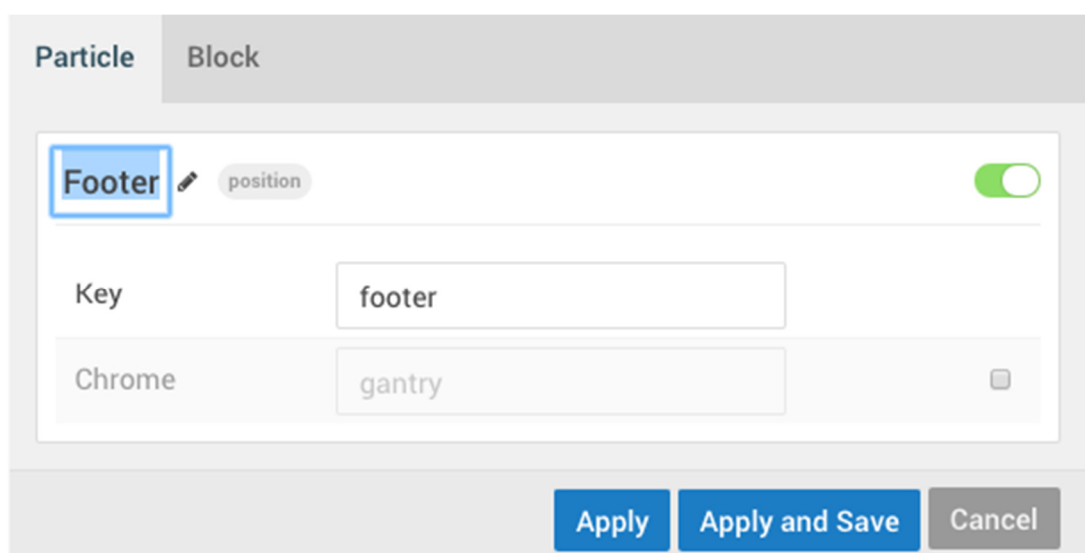 Particle Block
Footer position
Key footer
Chrome gantry
Apply Apply and Save Cancel